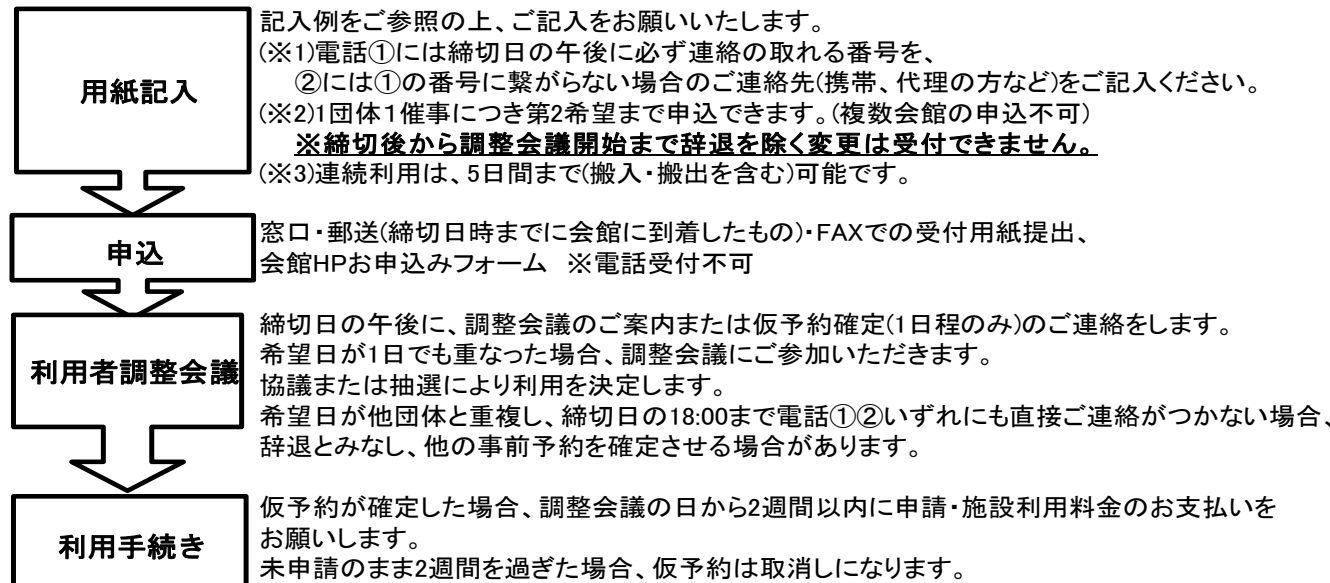 用紙記入
記入例をご参照の上、ご記入をお願いいたします。
(※1)電話①には締切日の午後に必ず連絡の取れる番号を、
②には①の番号に繋がらない場合のご連絡先(携帯、代理の方など)をご記入ください。
(※2)1団体1催事につき第2希望まで申込できます。(複数会館の申込不可)
※締切後から調整会議開始まで辞退を除く変更は受付できません。
(※3)連続利用は、5日間まで(搬入・搬出を含む)可能です。
申込
窓口・郵送(締切日時までに会館に到着したもの)・FAXでの受付用紙提出、
会館HPお申込みフォーム　※電話受付不可
利用者調整会議
締切日の午後に、調整会議のご案内または仮予約確定(1日程のみ)のご連絡をします。
希望日が1日でも重なった場合、調整会議にご参加いただきます。
協議または抽選により利用を決定します。
希望日が他団体と重複し、締切日の18:00まで電話①②いずれにも直接ご連絡がつかない場合、
辞退とみなし、他の事前予約を確定させる場合があります。
利用手続き
仮予約が確定した場合、調整会議の日から2週間以内に申請・施設利用料金のお支払いを
お願いします。
未申請のまま2週間を過ぎた場合、仮予約は取消しになります。